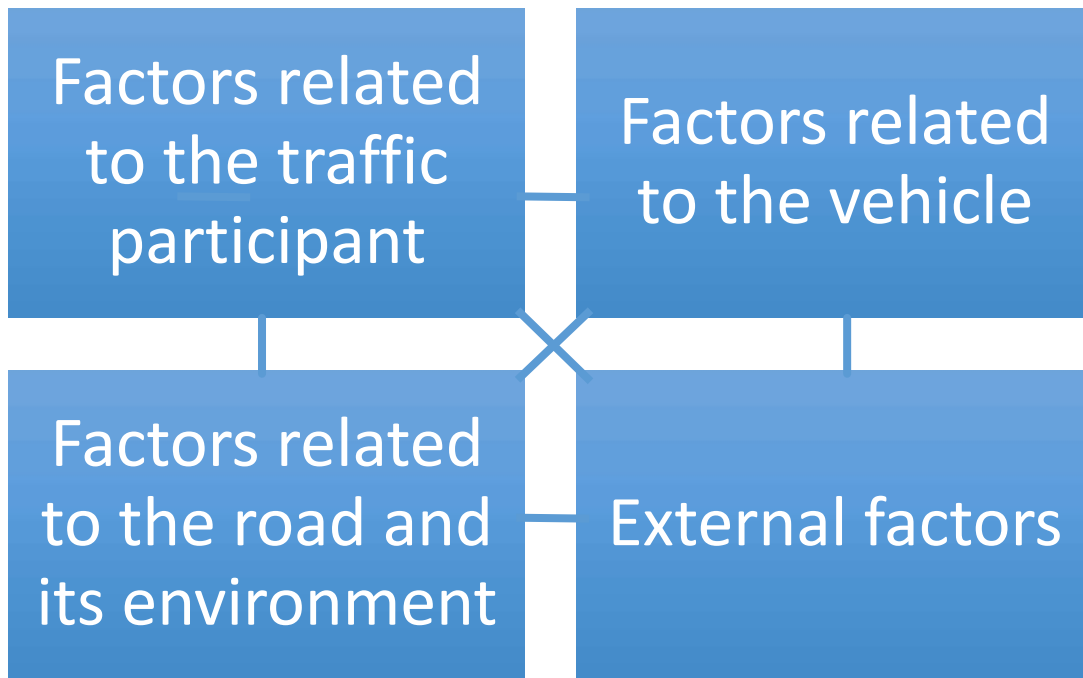 Factors related
to the traffic
participant
Factors related
to the vehicle
Factors related
to the road and
its environment
External factors